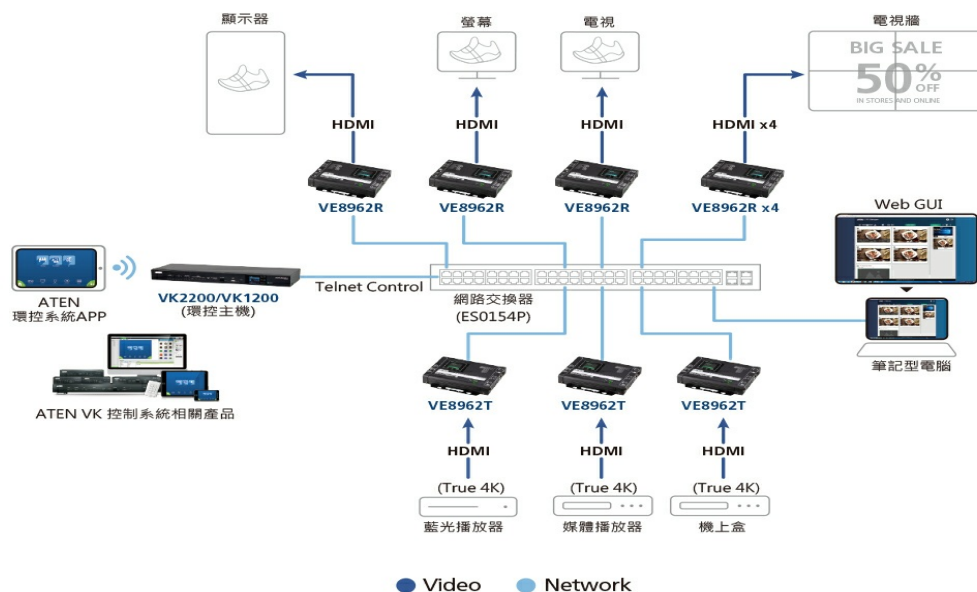 顯示器
螢幕
電視
電視牆
BIG SALE
50%
OFF
IN STORES AND ONLINE
HDMI
HDMI
HDMI
HDMI x4
VE8962R
VE8962R
VE8962R
VE8962R x4
Web GUI
ATEN
環控系統APP
VK2200/VK1200
(環控主機)
Telnet Control
網路交換器
(ES0154P)
筆記型電腦
ATEN VK 控制系統相關產品
VE8962T
VE8962T
VE8962T
HDMI
HDMI
HDMI
(True 4K)
(True 4K)
(True 4K)
藍光播放器
媒體播放器
機上盒
Video
Network